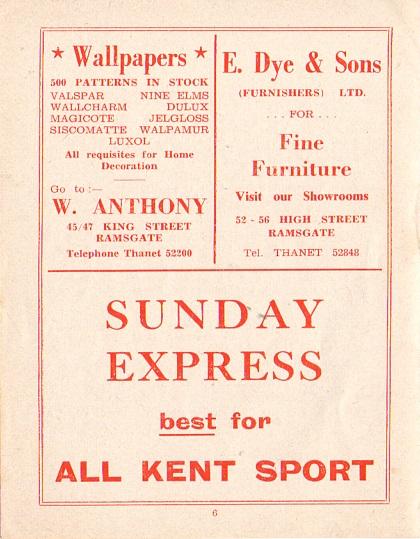 ★ Wallpapers ★
500 PATTERNS IN STOCK
VALSPAR NINE ELMS
WALLCHARM DULUX
MAGICOTE JELGLOSS
SISCOMATTE WALPAMUR
LUXOL
All requisites for Home
Decoration
Go to :—
W. ANTHONY
45/47 KING STREET
RAMSGATE
Telephone Thanet 52200
E. Dye & Sons
(FURNISHERS) LTD.
... FOR ...
Fine
Furniture
Visit our Showrooms
52 - 56 HIGH STREET
RAMSGATE
Tel. THANET 52848
SUNDAY
EXPRESS
best for
ALL KENT SPORT
6